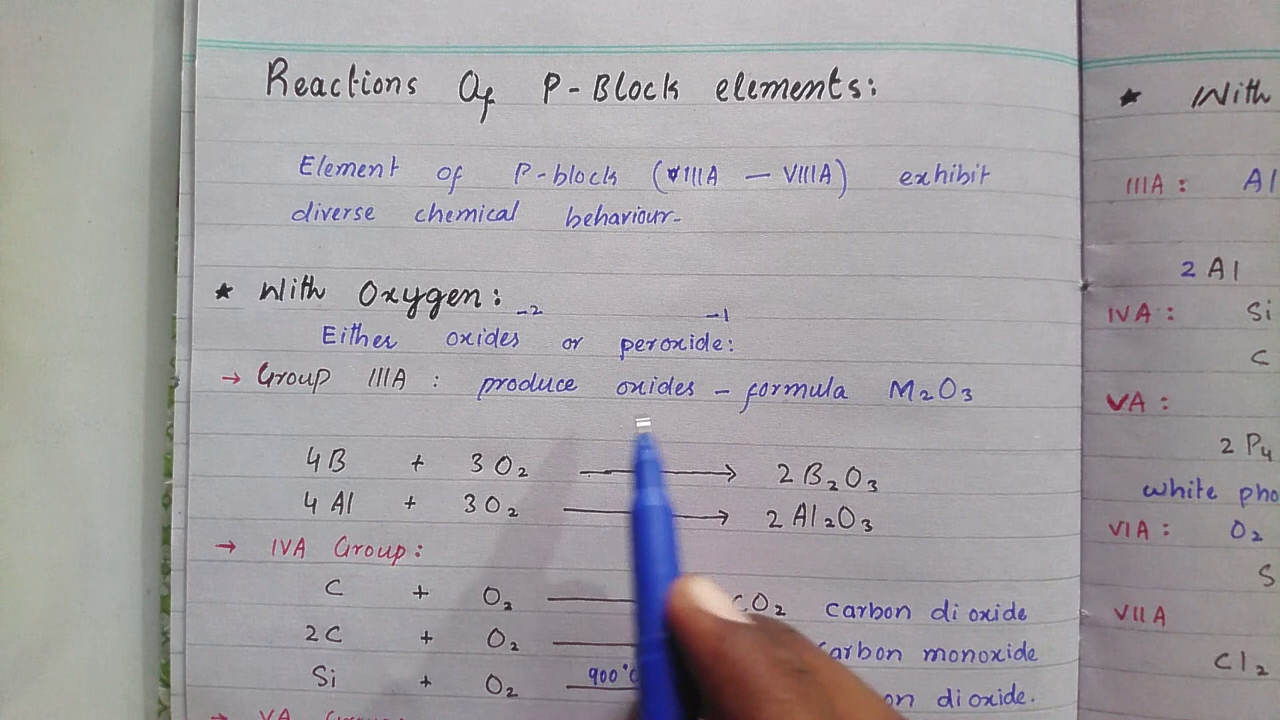 Reactions Of P-Block elements:
Element of P-block (IIIA — VIIIA) exhibit
diverse chemical behaviour-
★ With Oxygen:
-2 -1
Either oxides or peroxide:
→ Group IIIA : produce oxides - formula M₂O₃
4B + 3O₂ ⟶ 2B₂O₃
4Al + 3O₂ ⟶ 2Al₂O₃
→ IVA Group:
C + O₂ CO₂ carbon dioxide
2C + O₂ carbon monoxide
Si + O₂ 900°C dioxide.
→ VA
★ With
IIIA : Al
2Al
IVA : Si
C
VA :
2P₄
white
VIA : O₂
S
VIIA
Cl₂